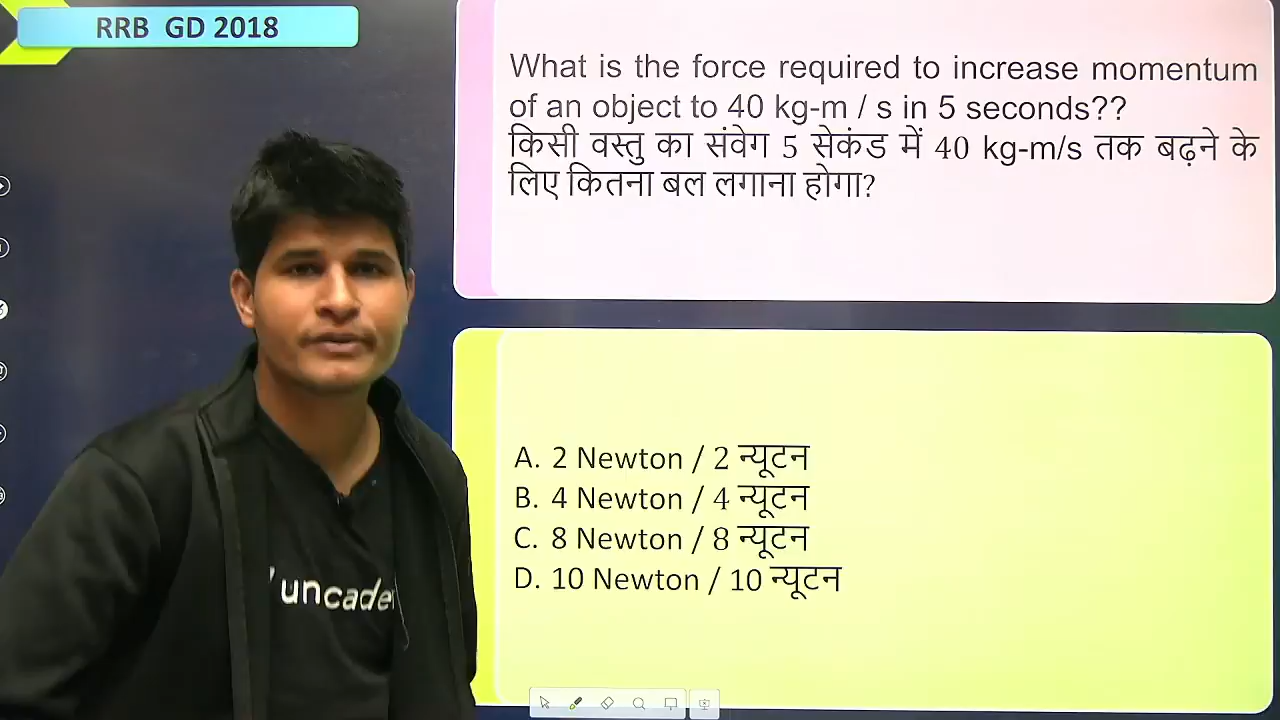 RRB GD 2018
What is the force required to increase momentum
of an object to 40 kg-m / s in 5 seconds??
किसी वस्तु का संवेग 5 सेकंड में 40 kg-m/s तक बढ़ने के
लिए कितना बल लगाना होगा?
A. 2 Newton / 2 न्यूटन
B. 4 Newton / 4 न्यूटन
C. 8 Newton / 8 न्यूटन
D. 10 Newton / 10 न्यूटन